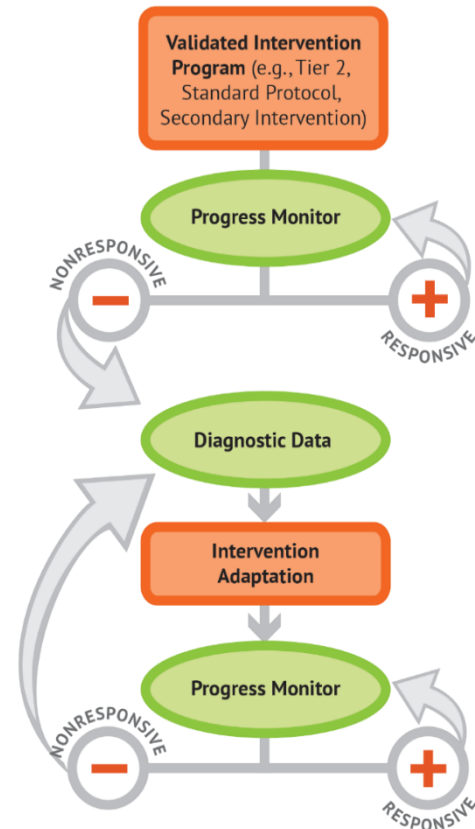 Validated Intervention
Program (e.g., Tier 2,
Standard Protocol,
Secondary Intervention)
Progress Monitor
NONRESPONSIVE
−
+
RESPONSIVE
Diagnostic Data
Intervention
Adaptation
Progress Monitor
NONRESPONSIVE
−
+
RESPONSIVE